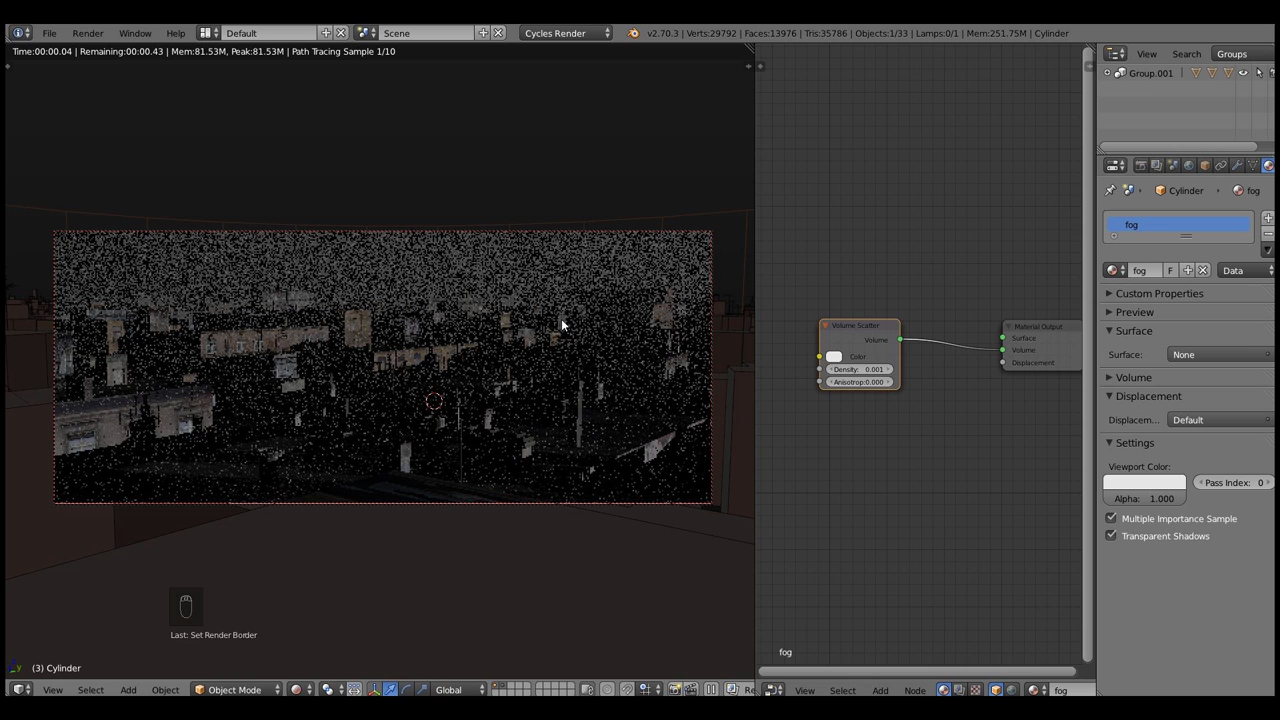 File Render Window Help Default Scene Cycles Render v2.70.3 | Verts:29792 | Faces:13976 | Tris:35786 | Objects:1/33 | Lamps:0/1 | Mem:251.75M | Cylinder
Time:00:00.04 | Remaining:00:00.43 | Mem:81.53M, Peak:81.53M | Path Tracing Sample 1/10
View Search Groups
Group.001
Cylinder fog
fog
fog F Data
Custom Properties
Preview
Surface
Surface: None
Volume
Displacement
Displacem... Default
Settings
Viewport Color:
Pass Index: 0
Alpha: 1.000
Multiple Importance Sample
Transparent Shadows
Volume Scatter
Volume
Color
Density: 0.001
Anisotrop:0.000
Material Output
Surface
Volume
Displacement
Last: Set Render Border
fog
(3) Cylinder
View Select Add Object Object Mode Global Re
View Select Add Node fog